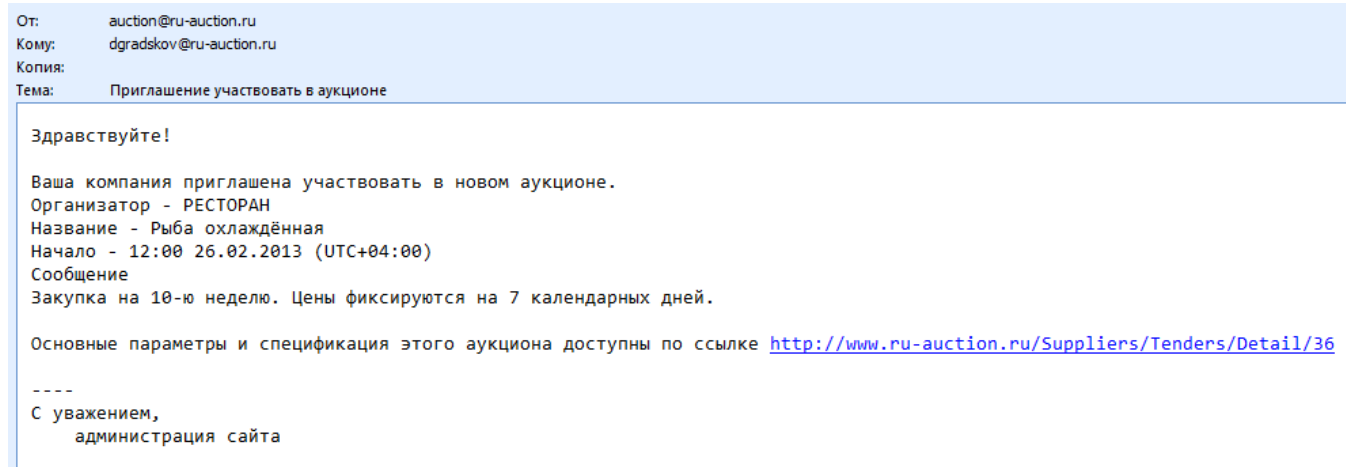 От: auction@ru-auction.ru
Кому: dgradskov@ru-auction.ru
Копия:
Тема: Приглашение участвовать в аукционе
Здравствуйте!
Ваша компания приглашена участвовать в новом аукционе.
Организатор - РЕСТОРАН
Название - Рыба охлаждённая
Начало - 12:00 26.02.2013 (UTC+04:00)
Сообщение
Закупка на 10-ю неделю. Цены фиксируются на 7 календарных дней.
Основные параметры и спецификация этого аукциона доступны по ссылке http://www.ru-auction.ru/Suppliers/Tenders/Detail/36
----
С уважением,
администрация сайта